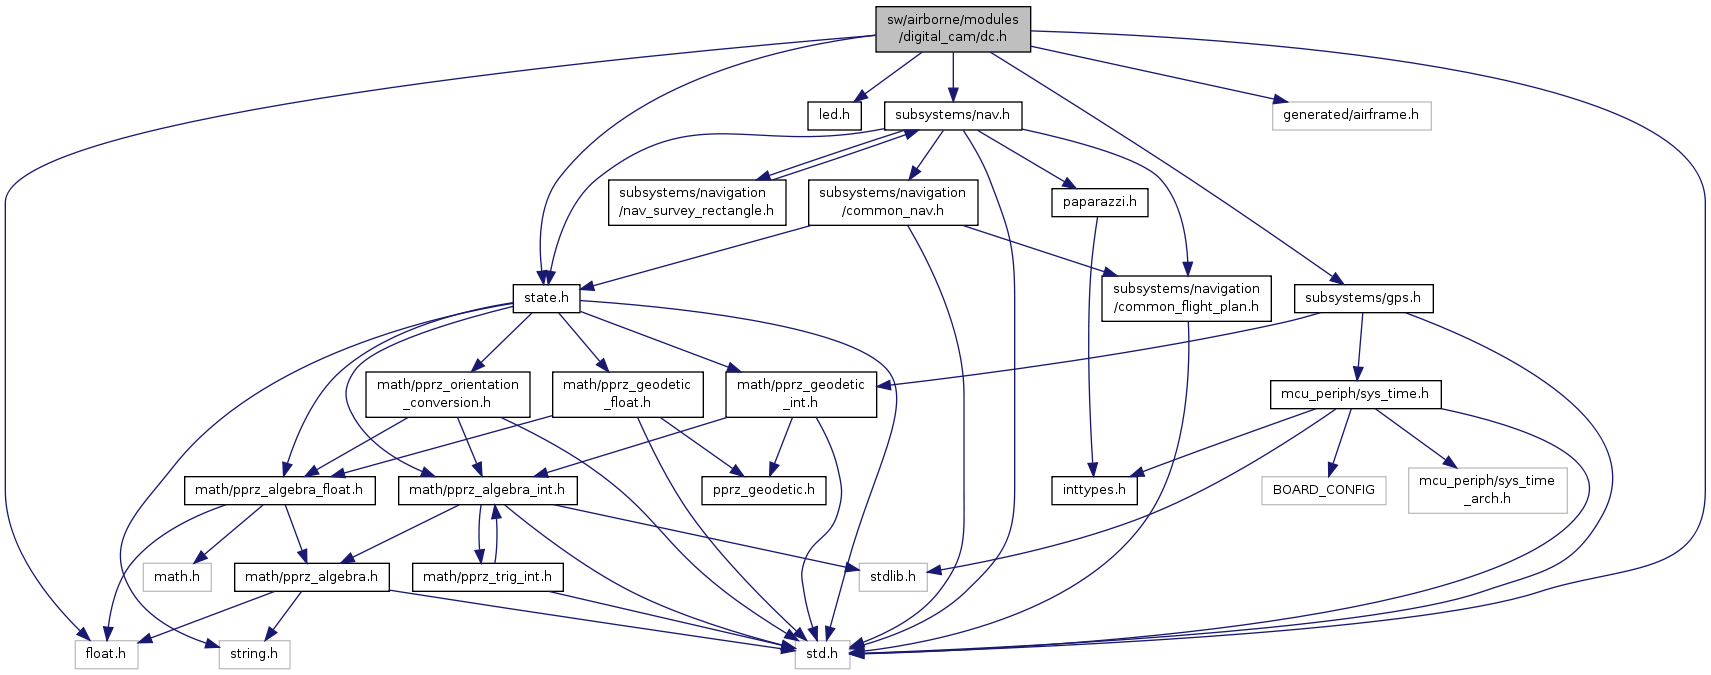 sw/airborne/modules
/digital_cam/dc.h
led.h
subsystems/nav.h
generated/airframe.h
subsystems/navigation
/nav_survey_rectangle.h
subsystems/navigation
/common_nav.h
paparazzi.h
state.h
subsystems/navigation
/common_flight_plan.h
subsystems/gps.h
math/pprz_orientation
_conversion.h
math/pprz_geodetic
_float.h
math/pprz_geodetic
_int.h
mcu_periph/sys_time.h
math/pprz_algebra_float.h
math/pprz_algebra_int.h
pprz_geodetic.h
inttypes.h
BOARD_CONFIG
mcu_periph/sys_time
_arch.h
math.h
math/pprz_algebra.h
math/pprz_trig_int.h
stdlib.h
float.h
string.h
std.h